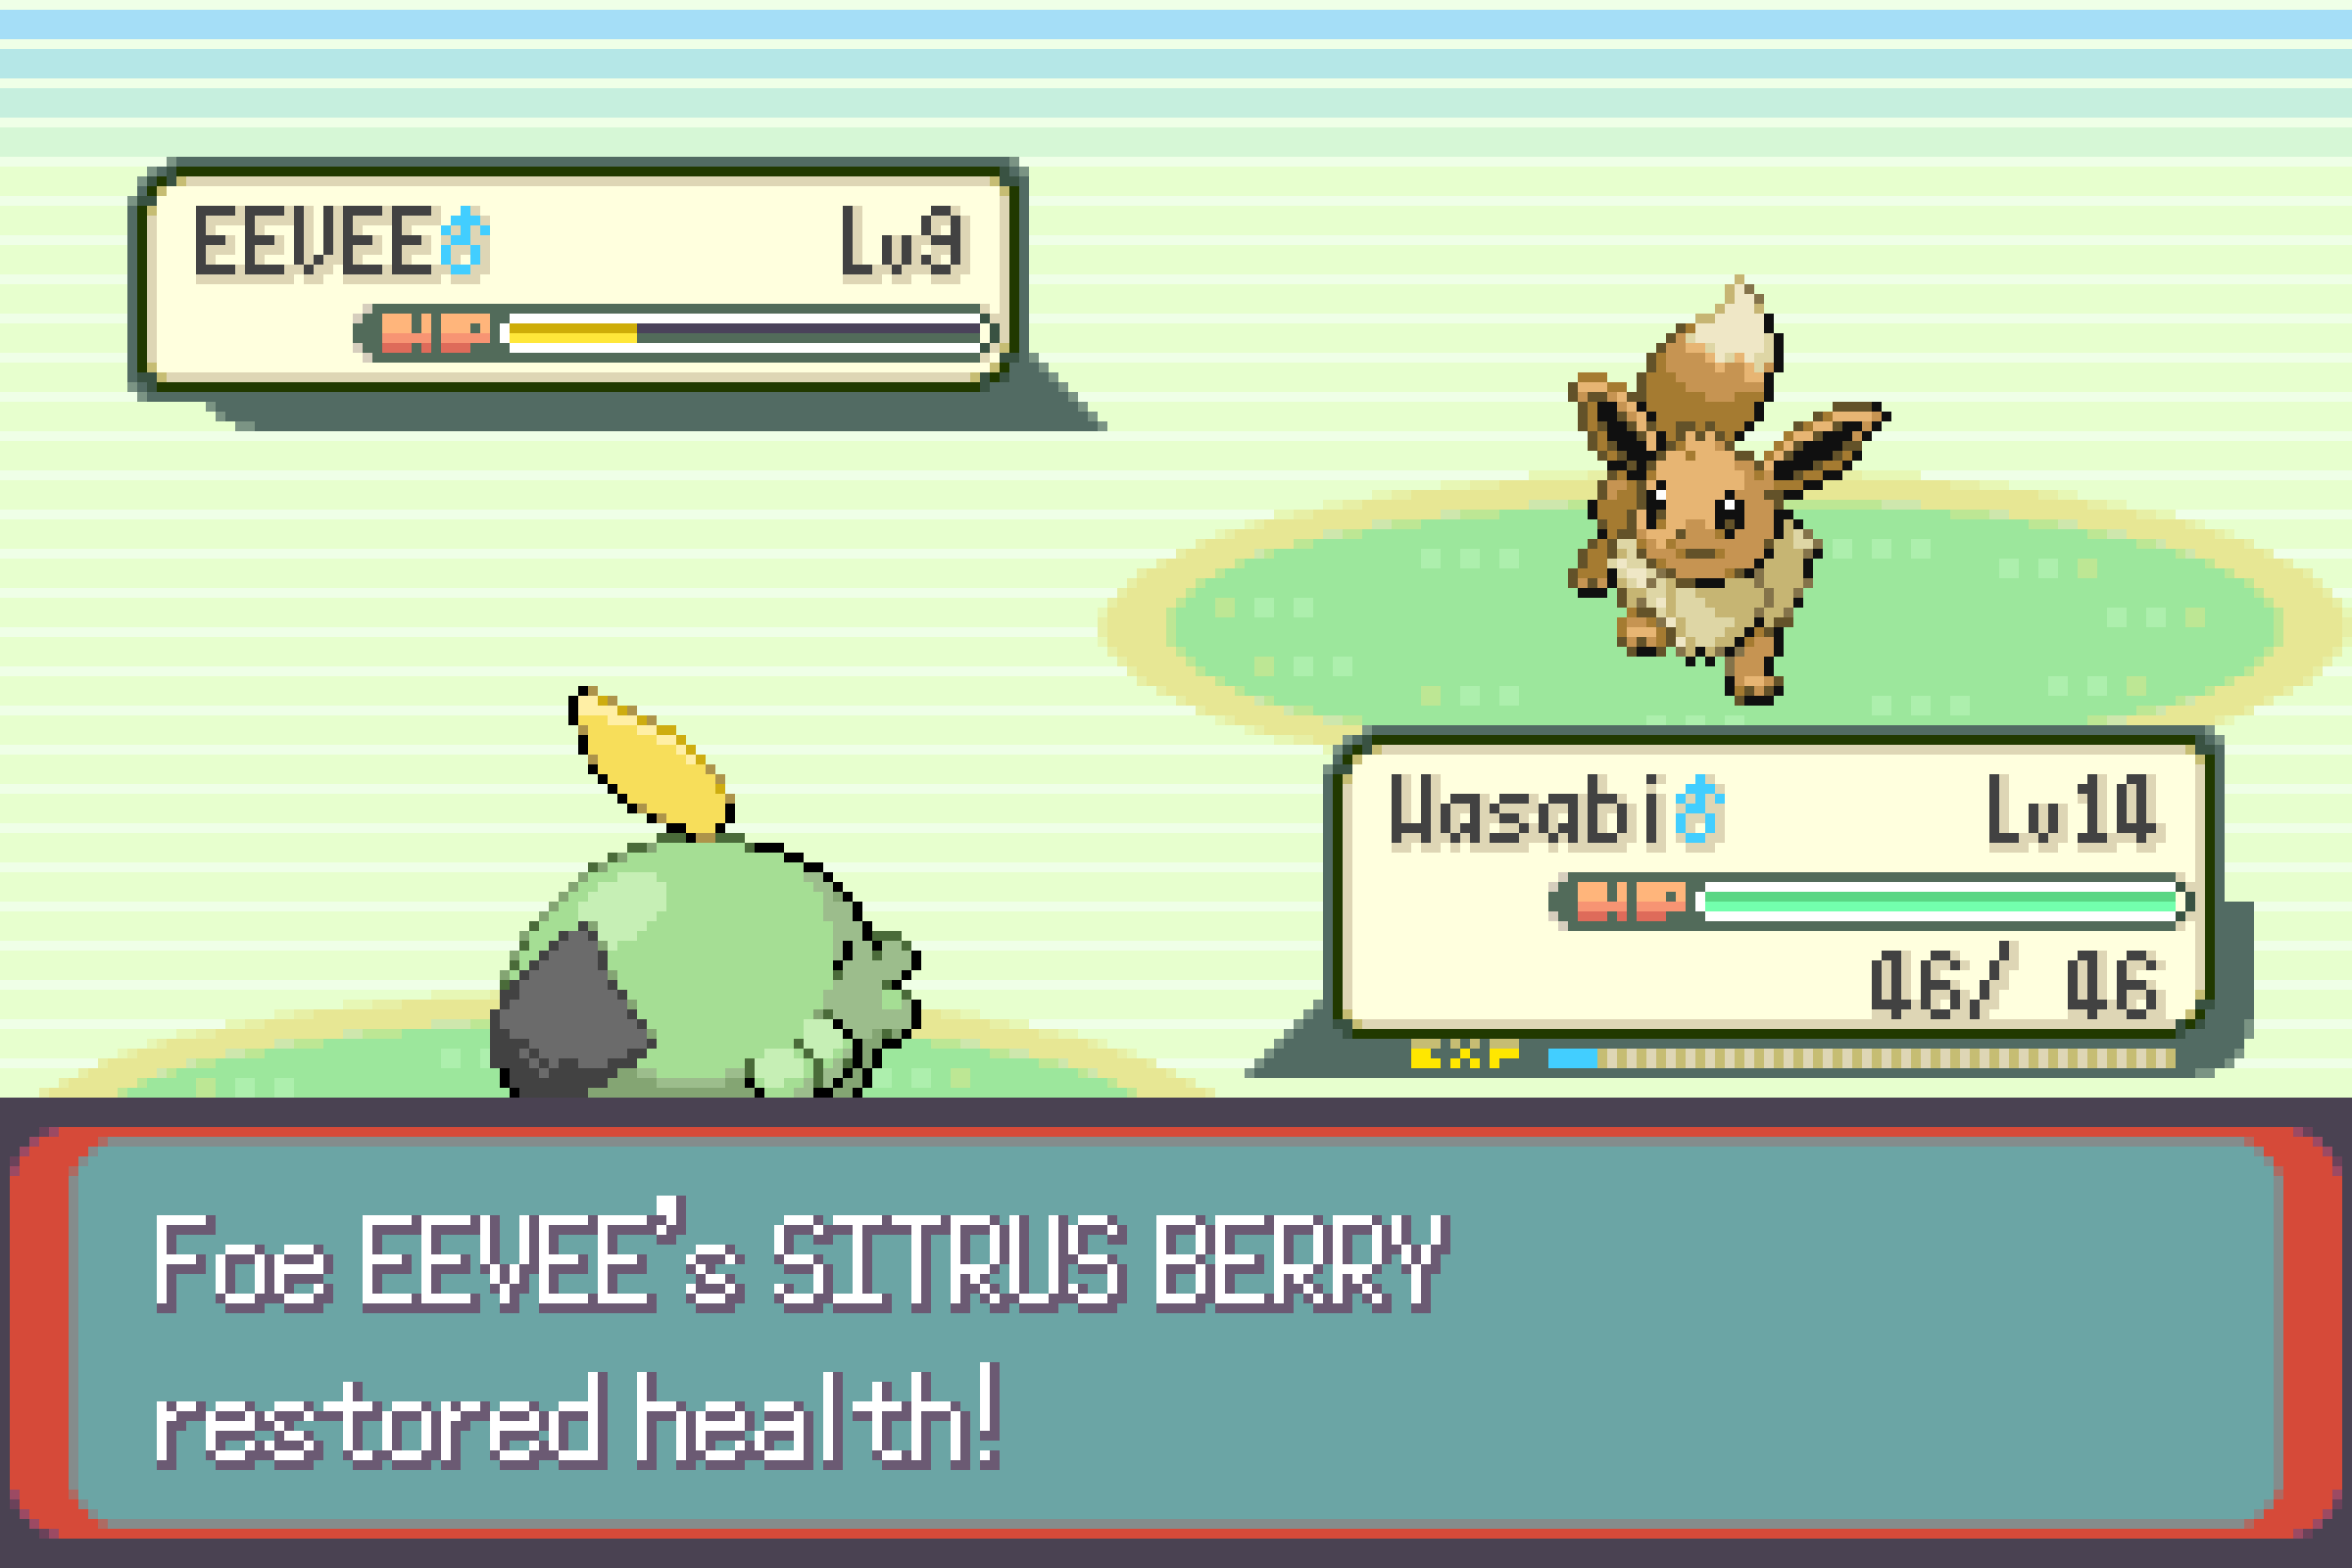 EEVEE♂ Lv9
HP
Wasabi♂ Lv14
HP
46/ 46
EXP
Foe EEVEE's SITRUS BERRY
restored health!